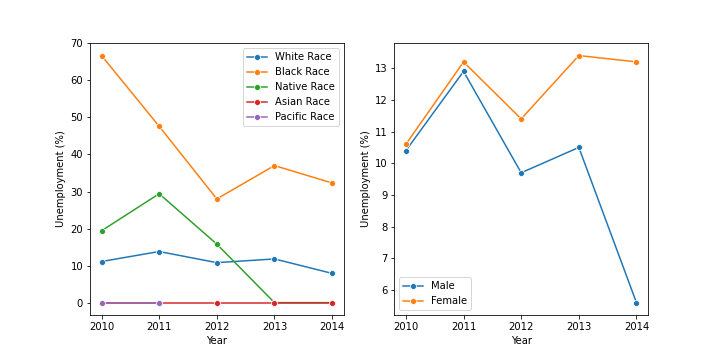 70
60
50
40
30
20
10
0
Unemployment (%)
2010 2011 2012 2013 2014
Year
White Race
Black Race
Native Race
Asian Race
Pacific Race
13
12
11
10
9
8
7
6
Unemployment (%)
2010 2011 2012 2013 2014
Year
Male
Female